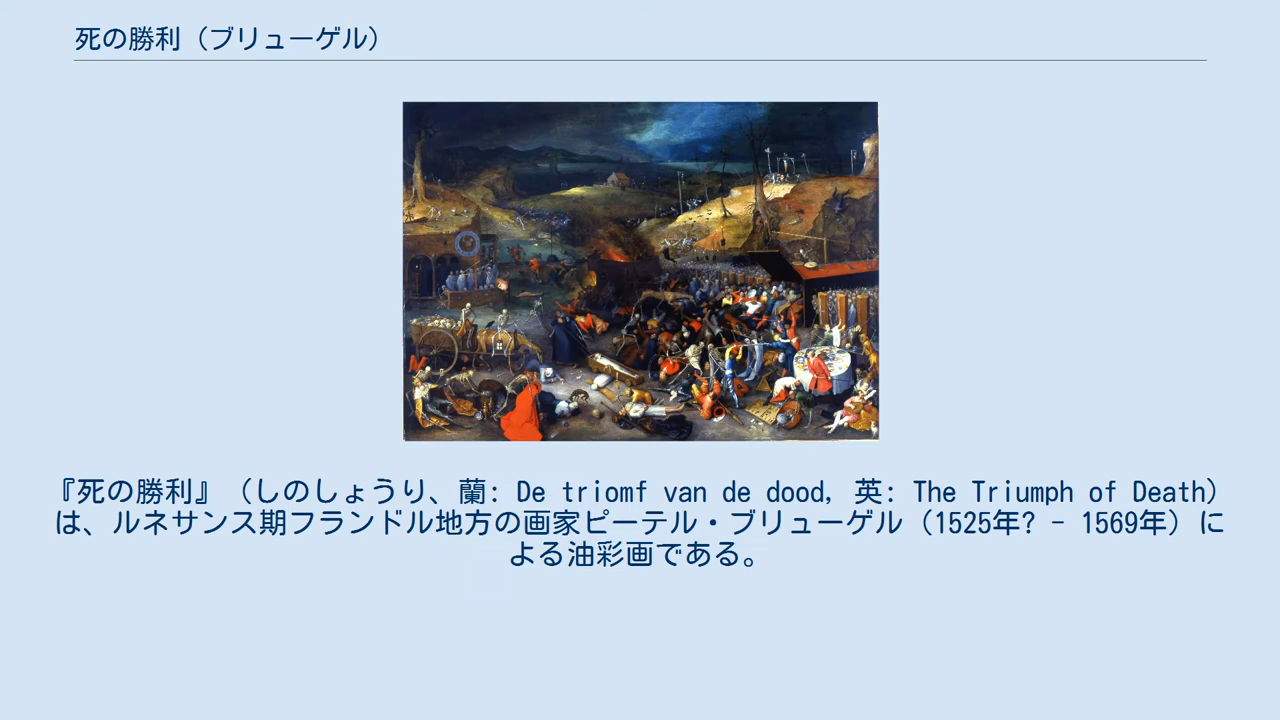 死の勝利（ブリューゲル）
『死の勝利』（しのしょうり、蘭: De triomf van de dood, 英: The Triumph of Death）
は、ルネサンス期フランドル地方の画家ピーテル・ブリューゲル（1525年? - 1569年）に
よる油彩画である。